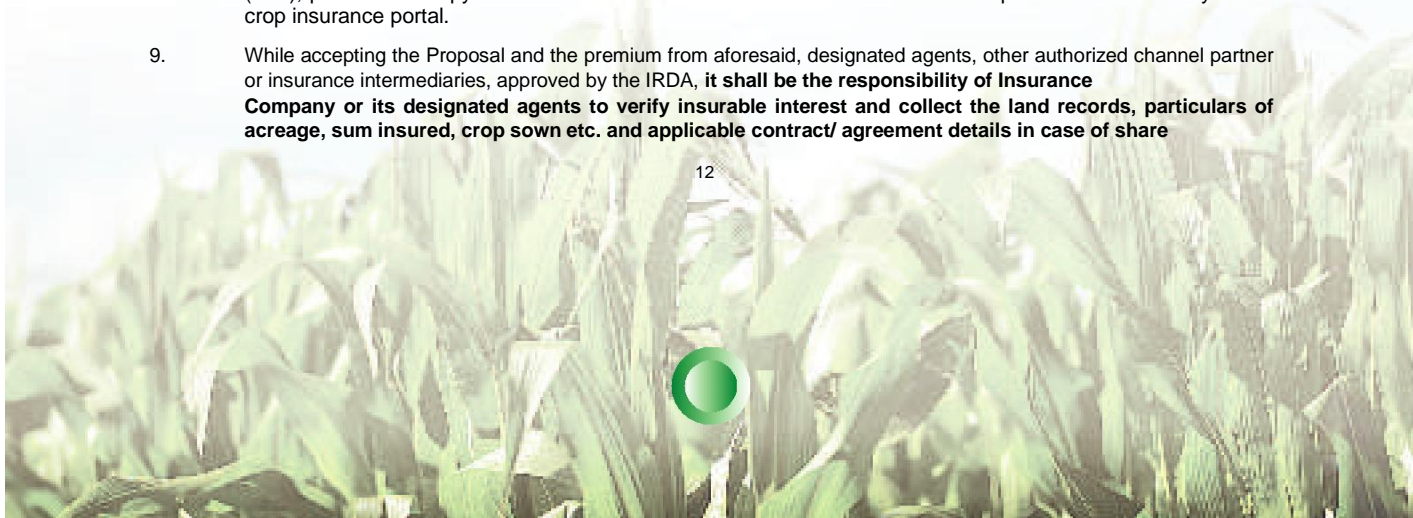 crop insurance portal.
9. While accepting the Proposal and the premium from aforesaid, designated agents, other authorized channel partner
or insurance intermediaries, approved by the IRDA, it shall be the responsibility of Insurance
Company or its designated agents to verify insurable interest and collect the land records, particulars of
acreage, sum insured, crop sown etc. and applicable contract/ agreement details in case of share
12